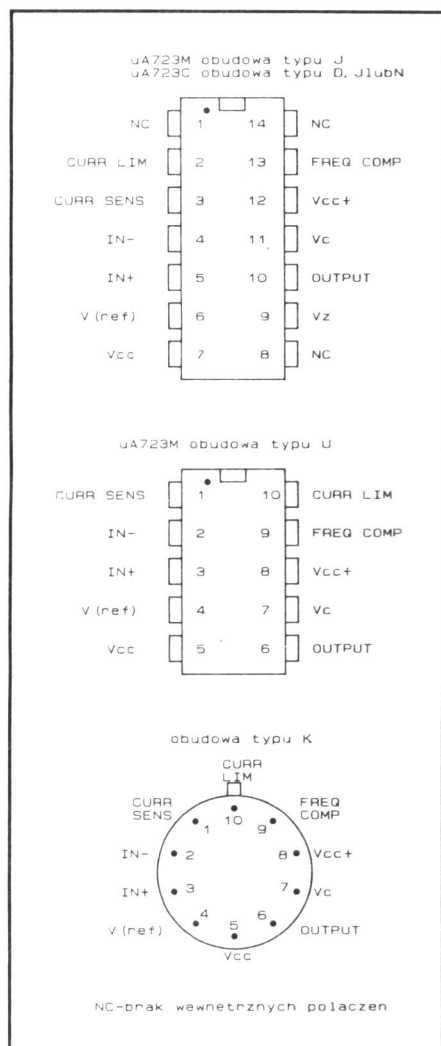 uA723M obudowa typu J
uA723C obudowa typu D, JlubN
NC 1 14 NC
CURR LIM 2 13 FREQ COMP
CURR SENS 3 12 Vcc+
IN- 4 11 Vc
IN+ 5 10 OUTPUT
V(ref) 6 9 Vz
Vcc 7 8 NC
uA723M obudowa typu U
CURR SENS 1 10 CURR LIM
IN- 2 9 FREQ COMP
IN+ 3 8 Vcc+
V(ref) 4 7 Vc
Vcc 5 6 OUTPUT
obudowa typu K
CURR
LIM
CURR FREQ
SENS 1 10 9 COMP
IN- 2 8 Vcc+
IN+ 3 7 Vc
V(ref) 4 5 6 OUTPUT
Vcc
NC-brak wewnetrznych polaczen